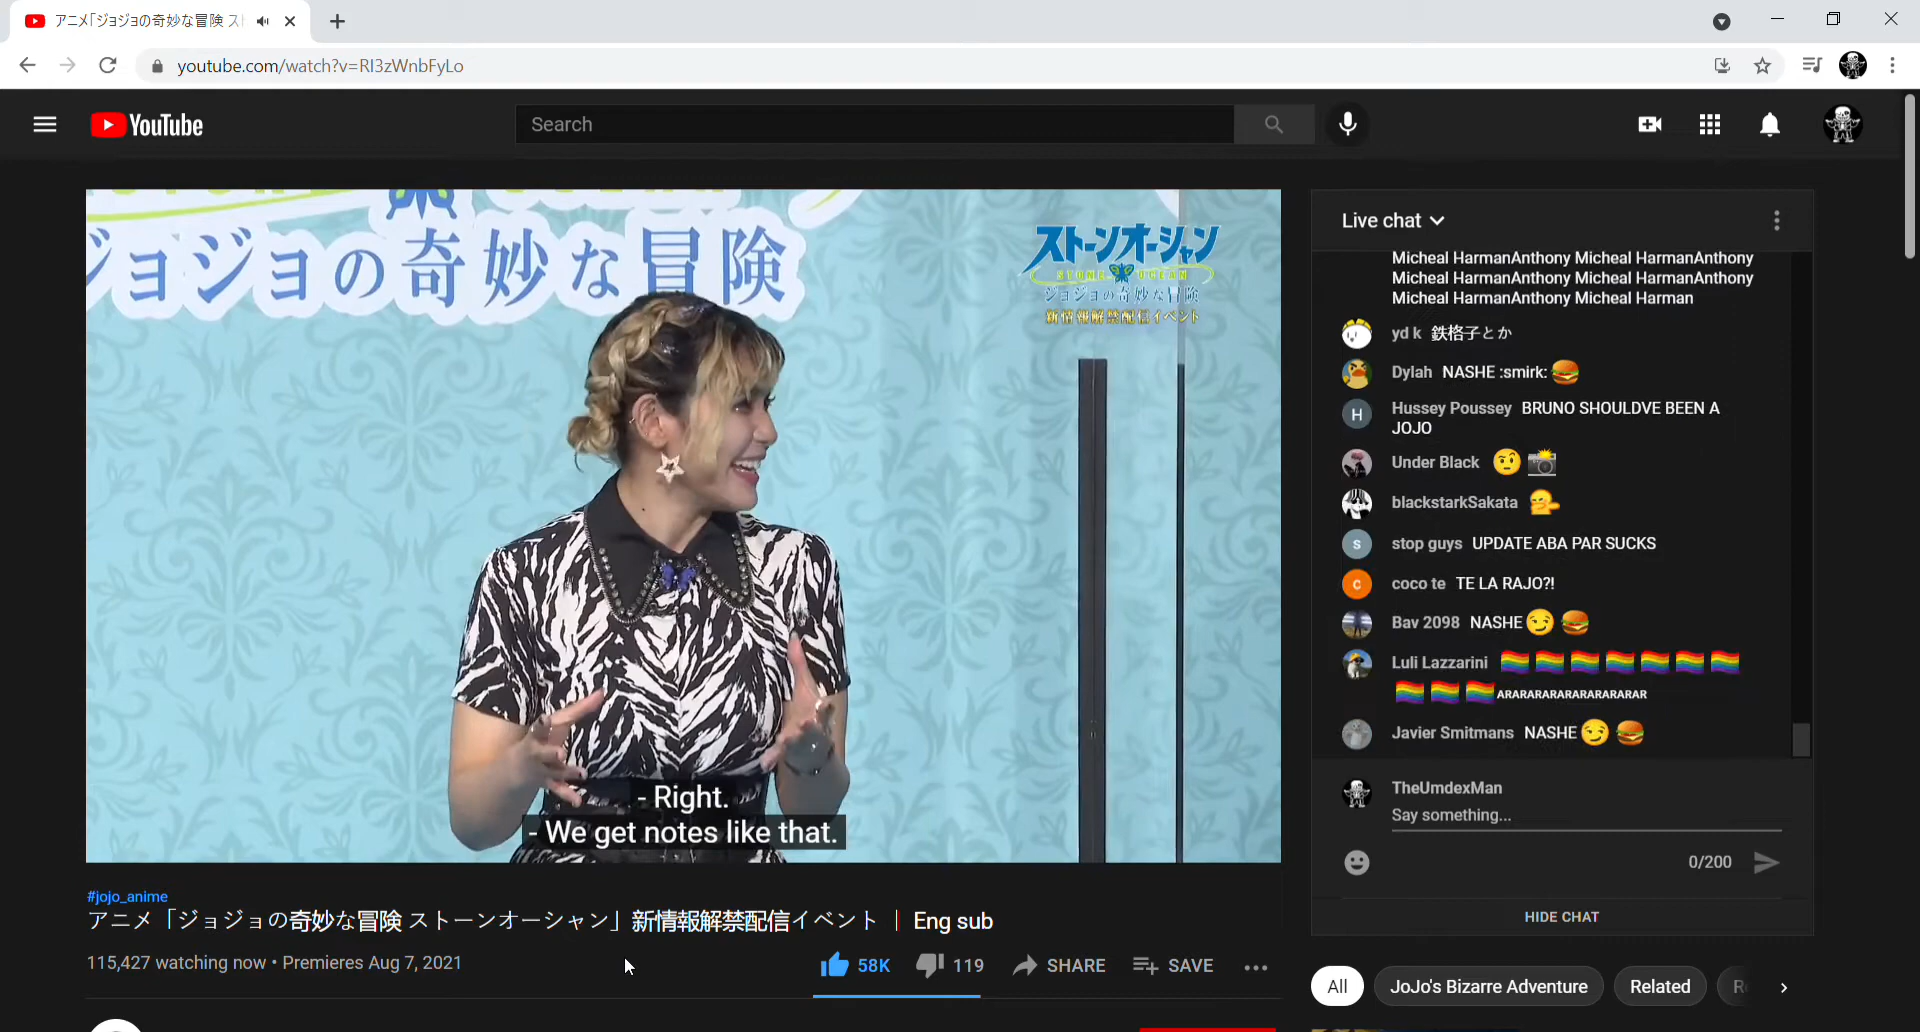 アニメ「ジョジョの奇妙な冒険 ス
youtube.com/watch?v=RI3zWnbFyLo
YouTube
Search
ジョジョの奇妙な冒険
ストーンオーシャン
STONE OCEAN
ジョジョの奇妙な冒険
新情報解禁配信イベント
- Right.
- We get notes like that.
#jojo_anime
アニメ「ジョジョの奇妙な冒険 ストーンオーシャン」新情報解禁配信イベント ｜ Eng sub
115,427 watching now • Premieres Aug 7, 2021
58K 119 SHARE SAVE
Live chat
Micheal HarmanAnthony Micheal HarmanAnthony
Micheal HarmanAnthony Micheal HarmanAnthony
Micheal HarmanAnthony Micheal Harman
yd k 鉄格子とか
Dylah NASHE :smirk: 🍔
Hussey Poussey BRUNO SHOULDVE BEEN A
JOJO
Under Black 🤨 📸
blackstarkSakata
stop guys UPDATE ABA PAR SUCKS
coco te TE LA RAJO?!
Bav 2098 NASHE 😏 🍔
Luli Lazzarini 🏳️‍🌈🏳️‍🌈🏳️‍🌈🏳️‍🌈🏳️‍🌈🏳️‍🌈🏳️‍🌈
🏳️‍🌈🏳️‍🌈🏳️‍🌈ARARARARARARARARAR
Javier Smitmans NASHE 😏 🍔
TheUmdexMan
Say something...
0/200
HIDE CHAT
All JoJo's Bizarre Adventure Related